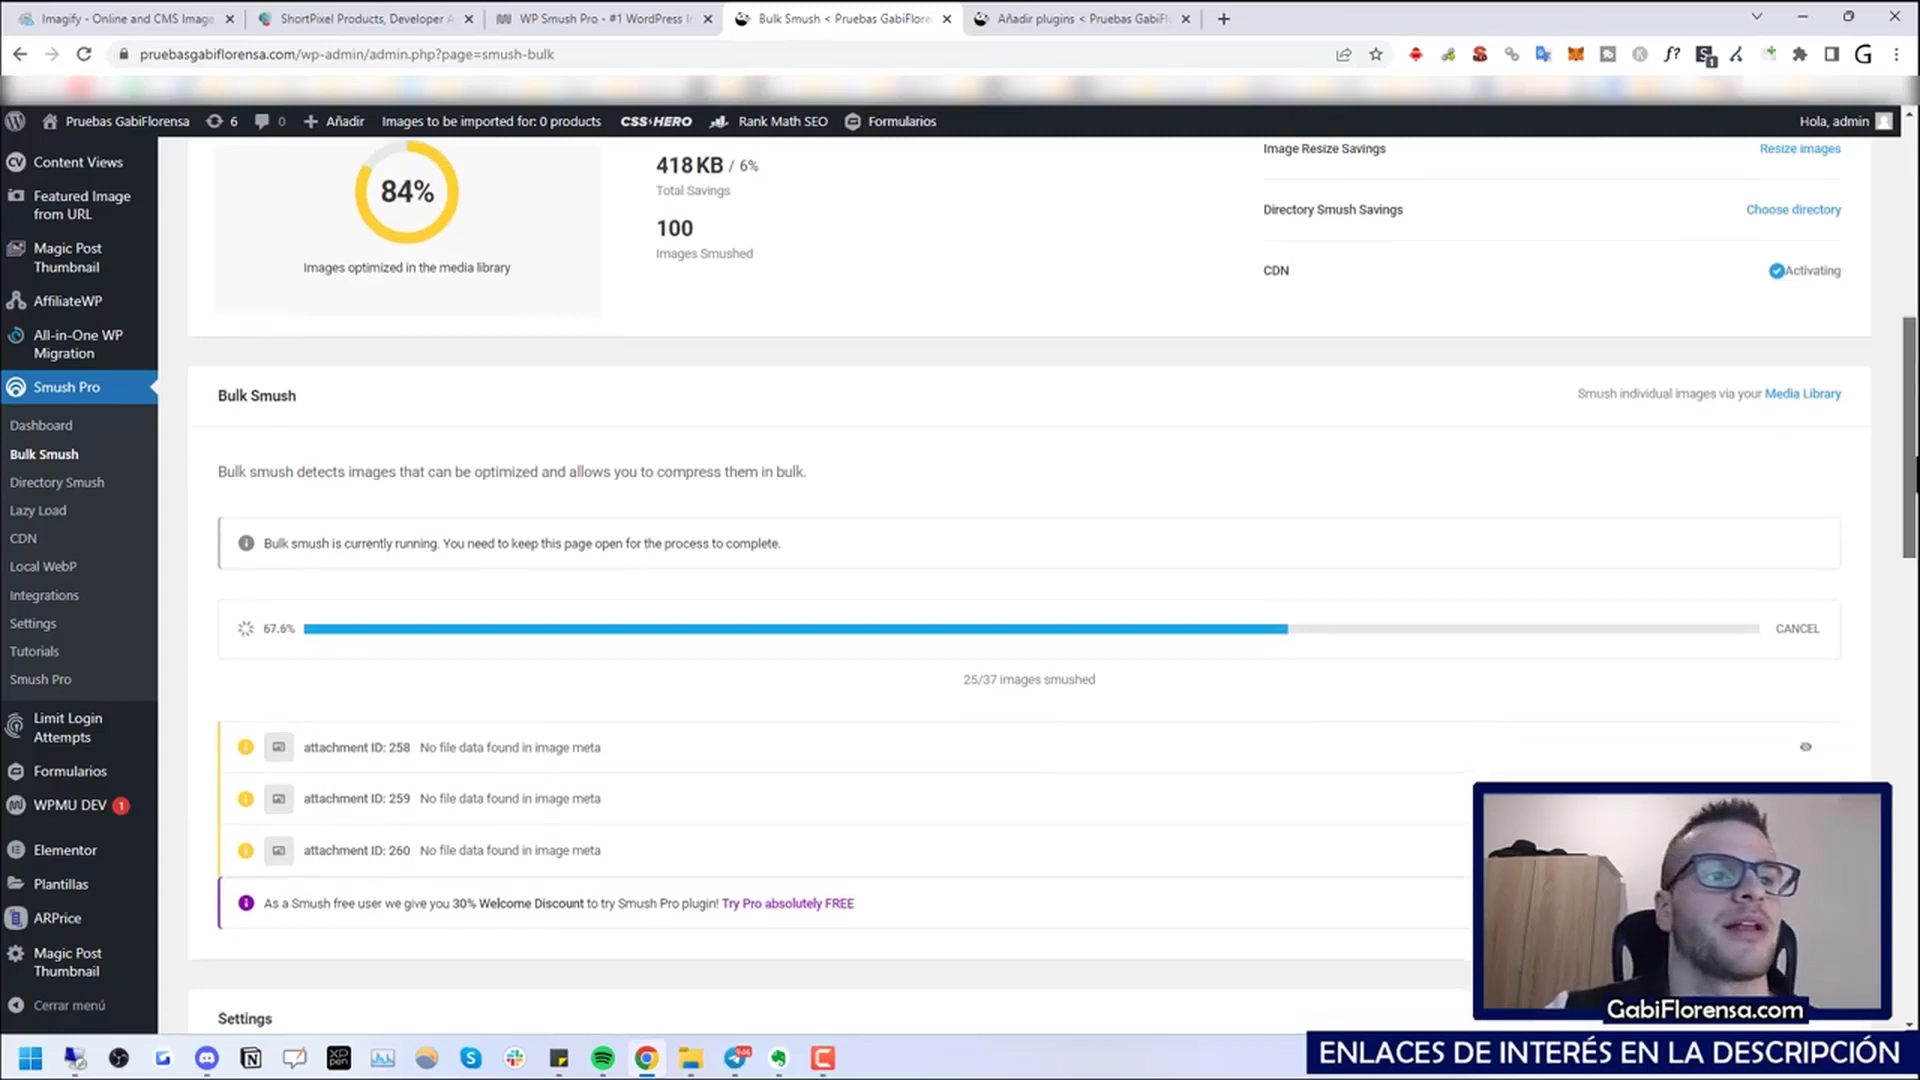 Imagify - Online and CMS Image
ShortPixel Products, Developer A
WP Smush Pro - #1 WordPress I
Bulk Smush < Pruebas GabiFlore
Añadir plugins < Pruebas GabiFl
pruebasgabiflorensa.com/wp-admin/admin.php?page=smush-bulk
Pruebas GabiFlorensa
6
0
Añadir
Images to be imported for: 0 products
CSS HERO
Rank Math SEO
Formularios
Hola, admin
Content Views
Featured Image
from URL
Magic Post
Thumbnail
AffiliateWP
All-in-One WP
Migration
Smush Pro
Dashboard
Bulk Smush
Directory Smush
Lazy Load
CDN
Local WebP
Integrations
Settings
Tutorials
Smush Pro
Limit Login
Attempts
Formularios
WPMU DEV 1
Elementor
Plantillas
ARPrice
Magic Post
Thumbnail
Cerrar menú
84%
Images optimized in the media library
418 KB / 6%
Total Savings
100
Images Smushed
Image Resize Savings
Resize images
Directory Smush Savings
Choose directory
CDN
Activating
Bulk Smush
Smush individual images via your Media Library
Bulk smush detects images that can be optimized and allows you to compress them in bulk.
Bulk smush is currently running. You need to keep this page open for the process to complete.
67.6%
CANCEL
25/37 images smushed
attachment ID: 258 No file data found in image meta
attachment ID: 259 No file data found in image meta
attachment ID: 260 No file data found in image meta
As a Smush free user we give you 30% Welcome Discount to try Smush Pro plugin! Try Pro absolutely FREE
Settings
GabiFlorensa.com
ENLACES DE INTERÉS EN LA DESCRIPCIÓN